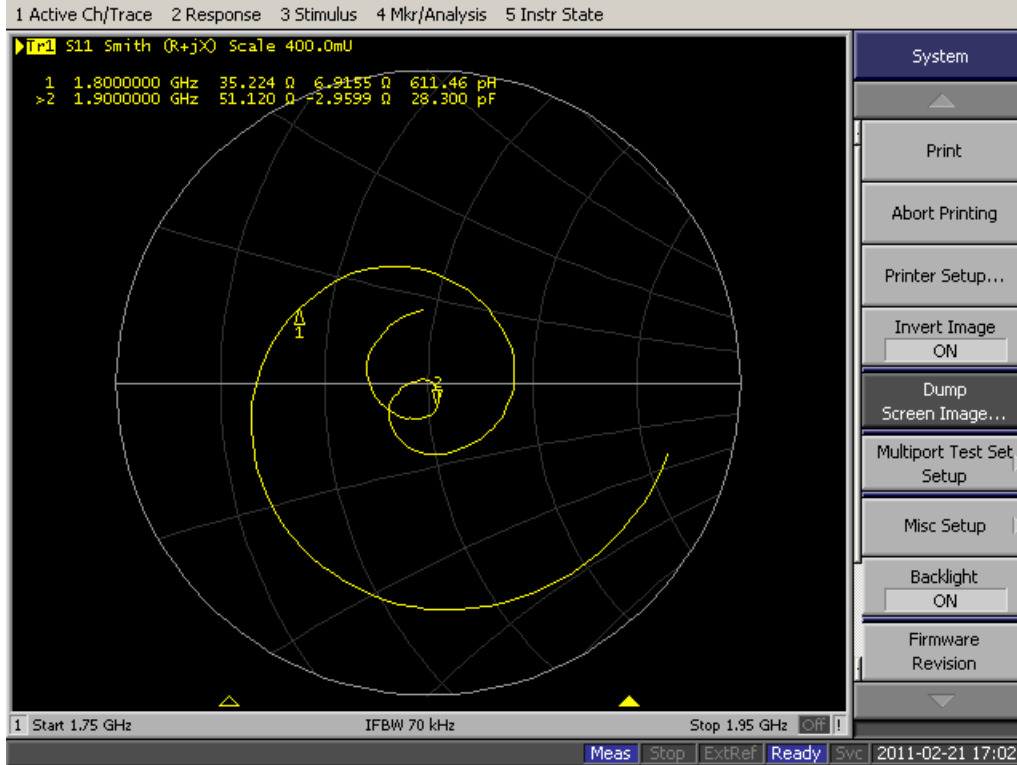 1 Active Ch/Trace 2 Response 3 Stimulus 4 Mkr/Analysis 5 Instr State
Tr1 S11 Smith (R+jX) Scale 400.0mU
1 1.8000000 GHz 35.224 Ω 6.9155 Ω 611.46 pH
>2 1.9000000 GHz 51.120 Ω -2.9599 Ω 28.300 pF
1
2
System
Print
Abort Printing
Printer Setup...
Invert Image
ON
Dump
Screen Image...
Multiport Test Set
Setup
Misc Setup
Backlight
ON
Firmware
Revision
1 Start 1.75 GHz IFBW 70 kHz Stop 1.95 GHz Off !
Meas Stop ExtRef Ready Svc 2011-02-21 17:02